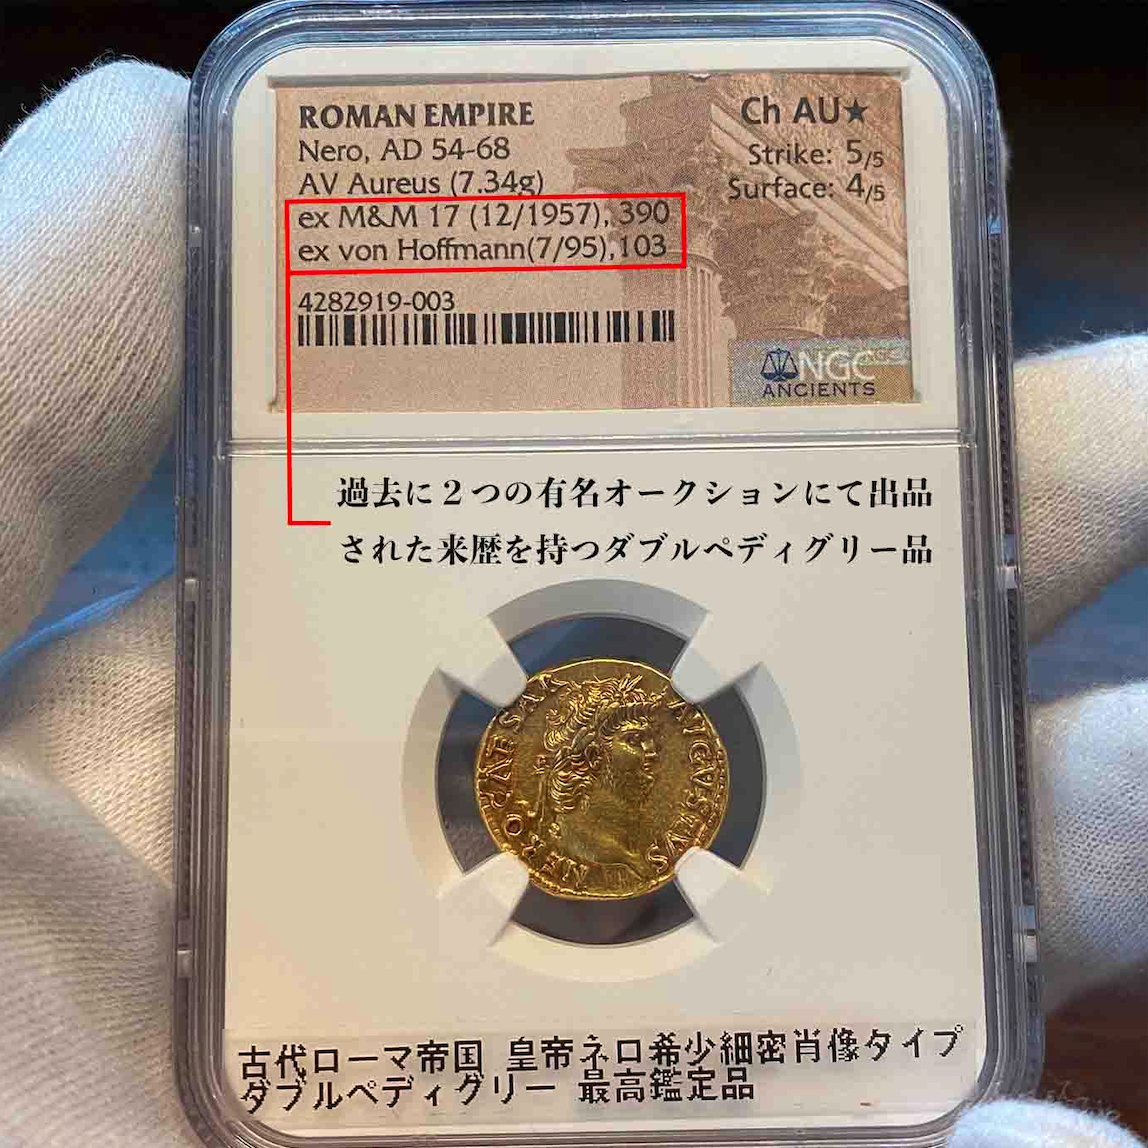 ROMAN EMPIRE
Nero, AD 54-68
AV Aureus (7.34g)
ex M&M 17 (12/1957), 390
ex von Hoffmann(7/95),103
4282919-003
Ch AU★
Strike: 5/5
Surface: 4/5
NGC
ANCIENTS
過去に２つの有名オークションにて出品
された来歴を持つダブルペディグリー品
NERO CAESAR
AVGVSTVS
古代ローマ帝国 皇帝ネロ希少細密肖像タイプ
ダブルペディグリー 最高鑑定品